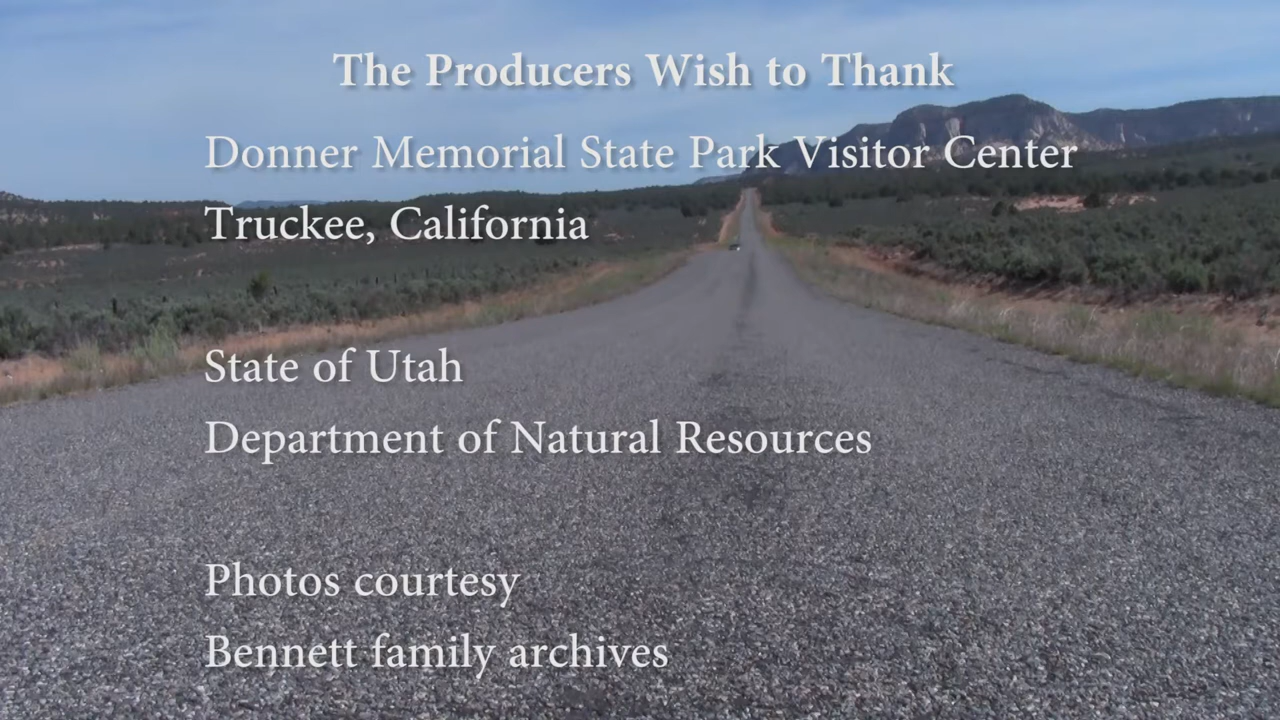 The Producers Wish to Thank
Donner Memorial State Park Visitor Center
Truckee, California
State of Utah
Department of Natural Resources
Photos courtesy
Bennett family archives